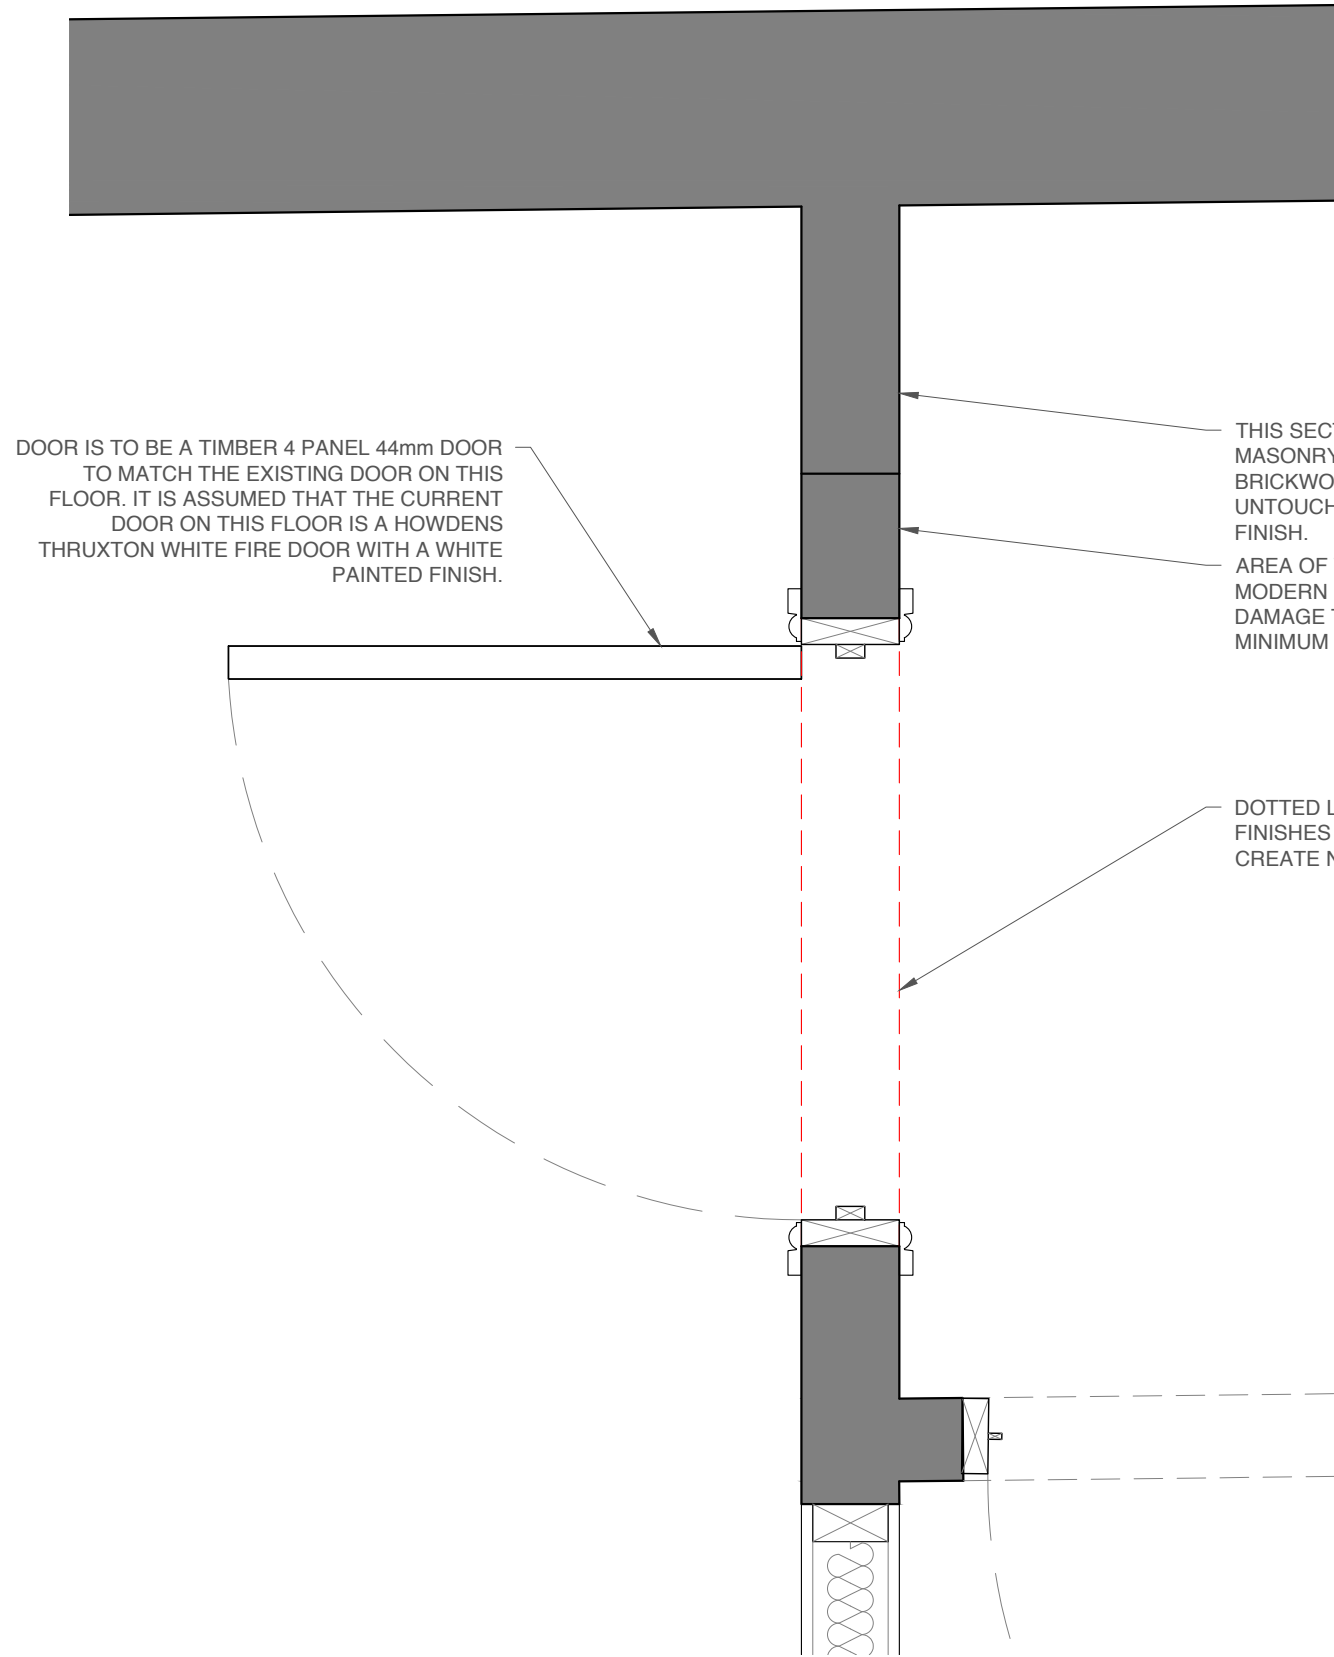 DOOR IS TO BE A TIMBER 4 PANEL 44mm DOOR
TO MATCH THE EXISTING DOOR ON THIS
FLOOR. IT IS ASSUMED THAT THE CURRENT
DOOR ON THIS FLOOR IS A HOWDENS
THRUXTON WHITE FIRE DOOR WITH A WHITE
PAINTED FINISH.
THIS SECT
MASONRY
BRICKWO
UNTOUCH
FINISH.
AREA OF
MODERN
DAMAGE T
MINIMUM
DOTTED L
FINISHES
CREATE N